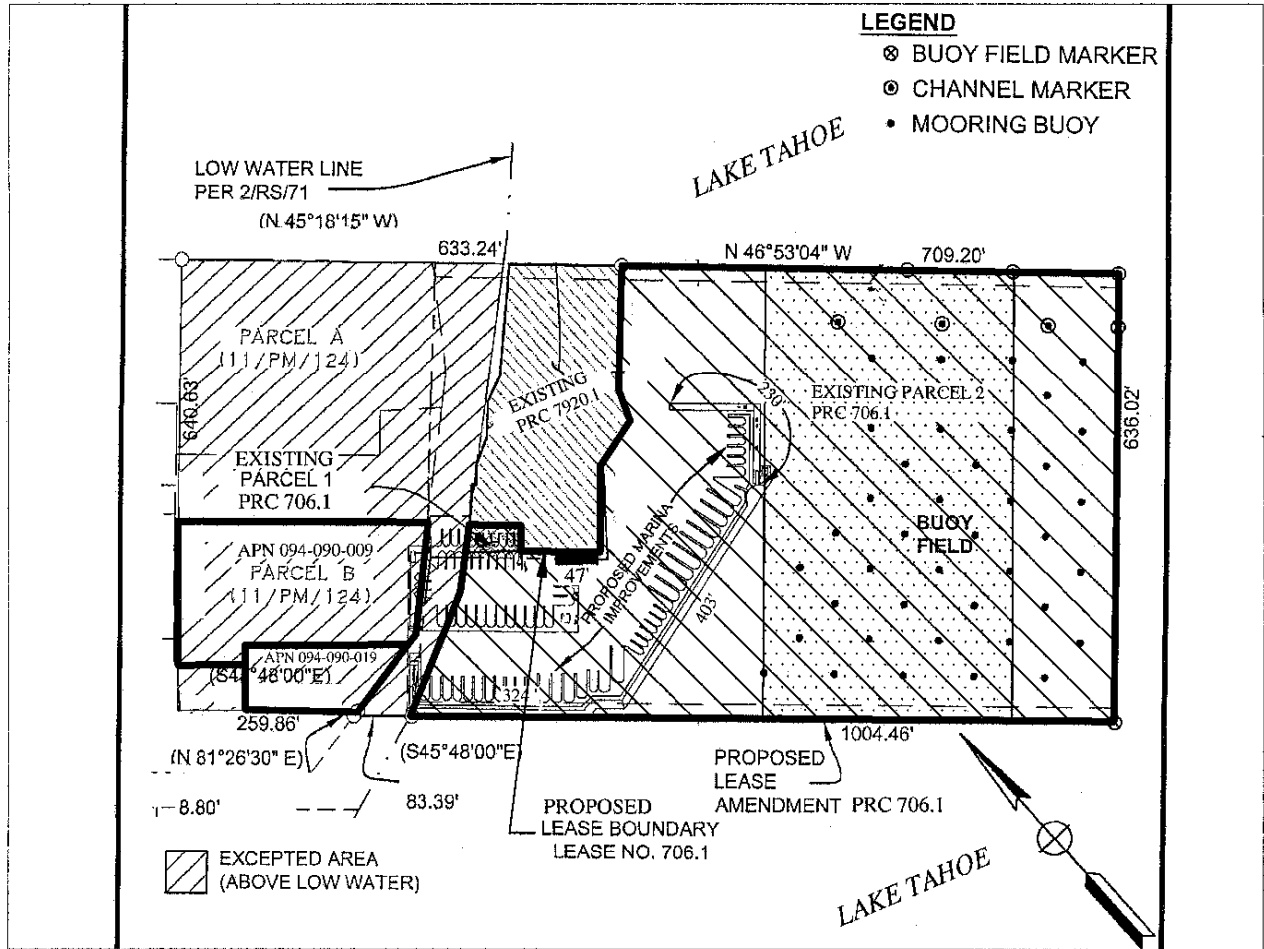 LEGEND
BUOY FIELD MARKER
CHANNEL MARKER
MOORING BUOY
LAKE TAHOE
LOW WATER LINE
PER 2/RS/71
(N 45°18'15" W)
633.24'
N 46°53'04" W
709.20'
PARCEL A
(11/PM/124)
640.63'
EXISTING
PRC 7920.1
230'
EXISTING PARCEL 2
PRC 706.1
636.02'
EXISTING
PARCEL 1
PRC 706.1
BUOY
FIELD
APN 094-090-009
PARCEL B
(11/PM/124)
47'
PROPOSED MARINA
IMPROVEMENTS
403'
APN 094-090-019
48'00"E)
324'
259.86'
(N 81°26'30" E)
(S45°48'00"E)
1004.46'
8.80'
83.39'
PROPOSED
LEASE
AMENDMENT PRC 706.1
PROPOSED
LEASE BOUNDARY
LEASE NO. 706.1
EXCEPTED AREA
(ABOVE LOW WATER)
LAKE TAHOE